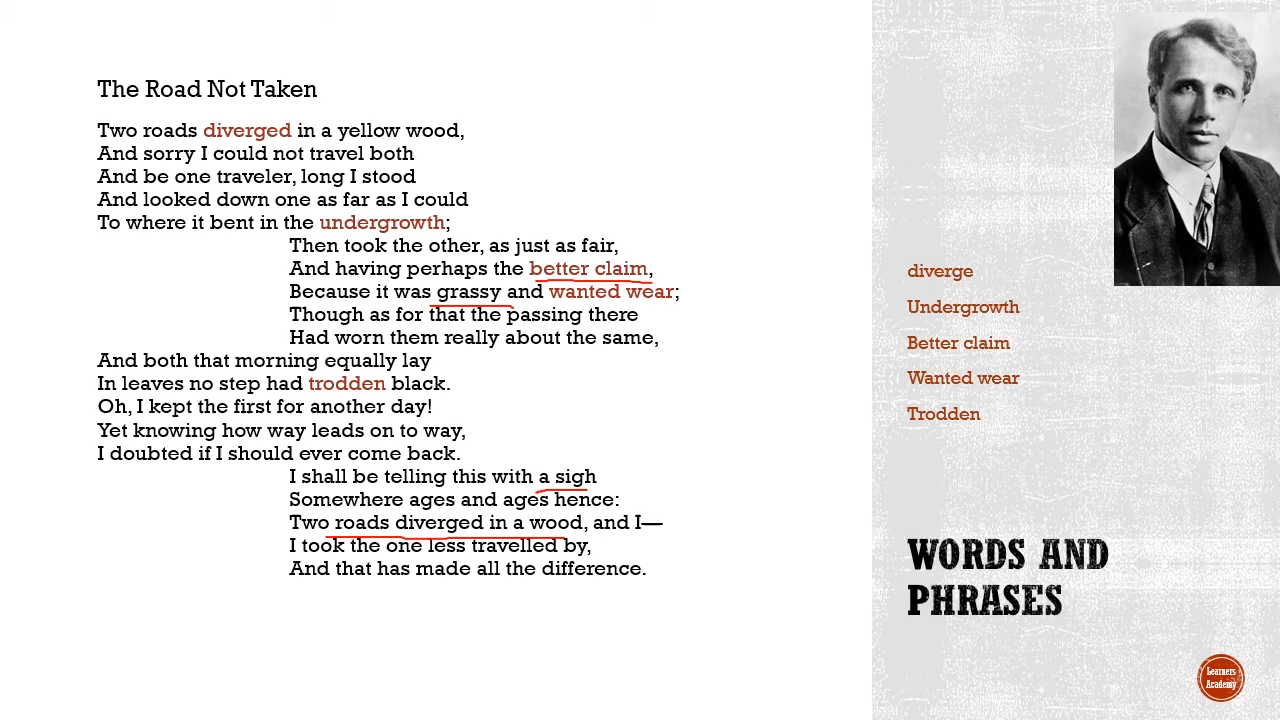 The Road Not Taken
Two roads diverged in a yellow wood,
And sorry I could not travel both
And be one traveler, long I stood
And looked down one as far as I could
To where it bent in the undergrowth;
Then took the other, as just as fair,
And having perhaps the better claim,
Because it was grassy and wanted wear;
Though as for that the passing there
Had worn them really about the same,
And both that morning equally lay
In leaves no step had trodden black.
Oh, I kept the first for another day!
Yet knowing how way leads on to way,
I doubted if I should ever come back.
I shall be telling this with a sigh
Somewhere ages and ages hence:
Two roads diverged in a wood, and I—
I took the one less travelled by,
And that has made all the difference.
diverge
Undergrowth
Better claim
Wanted wear
Trodden
WORDS AND
PHRASES
Learners
Academy